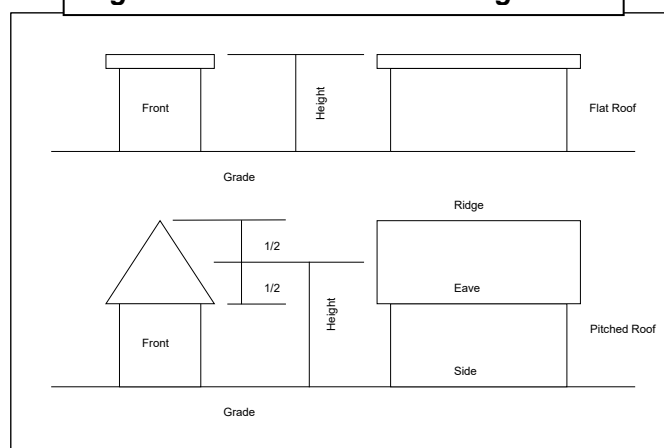 Front
Height
Flat Roof
Grade
Ridge
1/2
1/2
Eave
Height
Front
Pitched Roof
Side
Grade